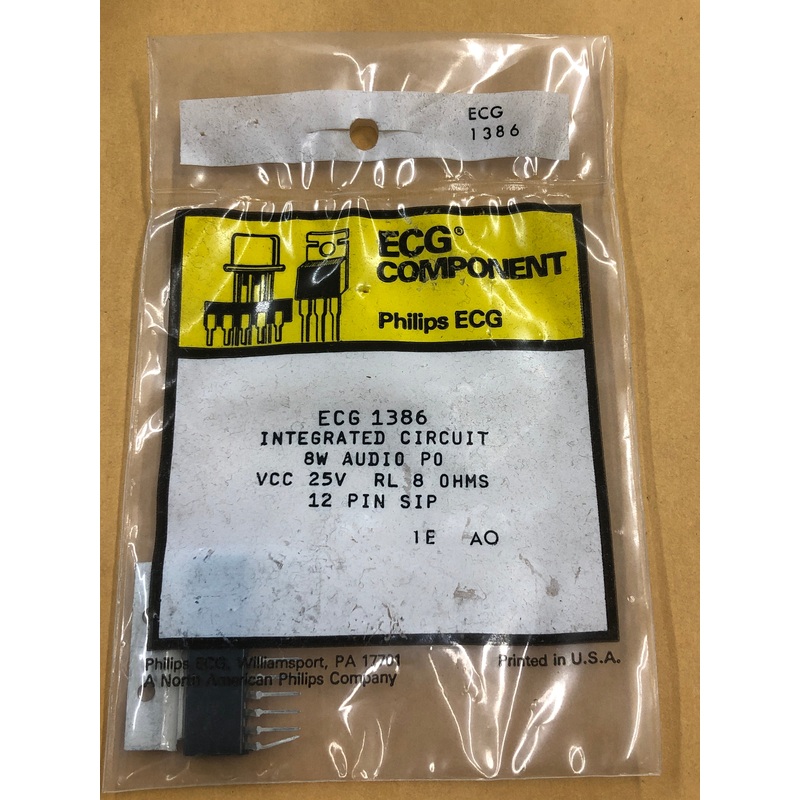 ECG
1386
ECG®
COMPONENT
Philips ECG
ECG 1386
INTEGRATED CIRCUIT
8W AUDIO PO
VCC 25V RL 8 OHMS
12 PIN SIP
1E AO
Philips ECG, Williamsport, PA 17701
A North American Philips Company
Printed in U.S.A.